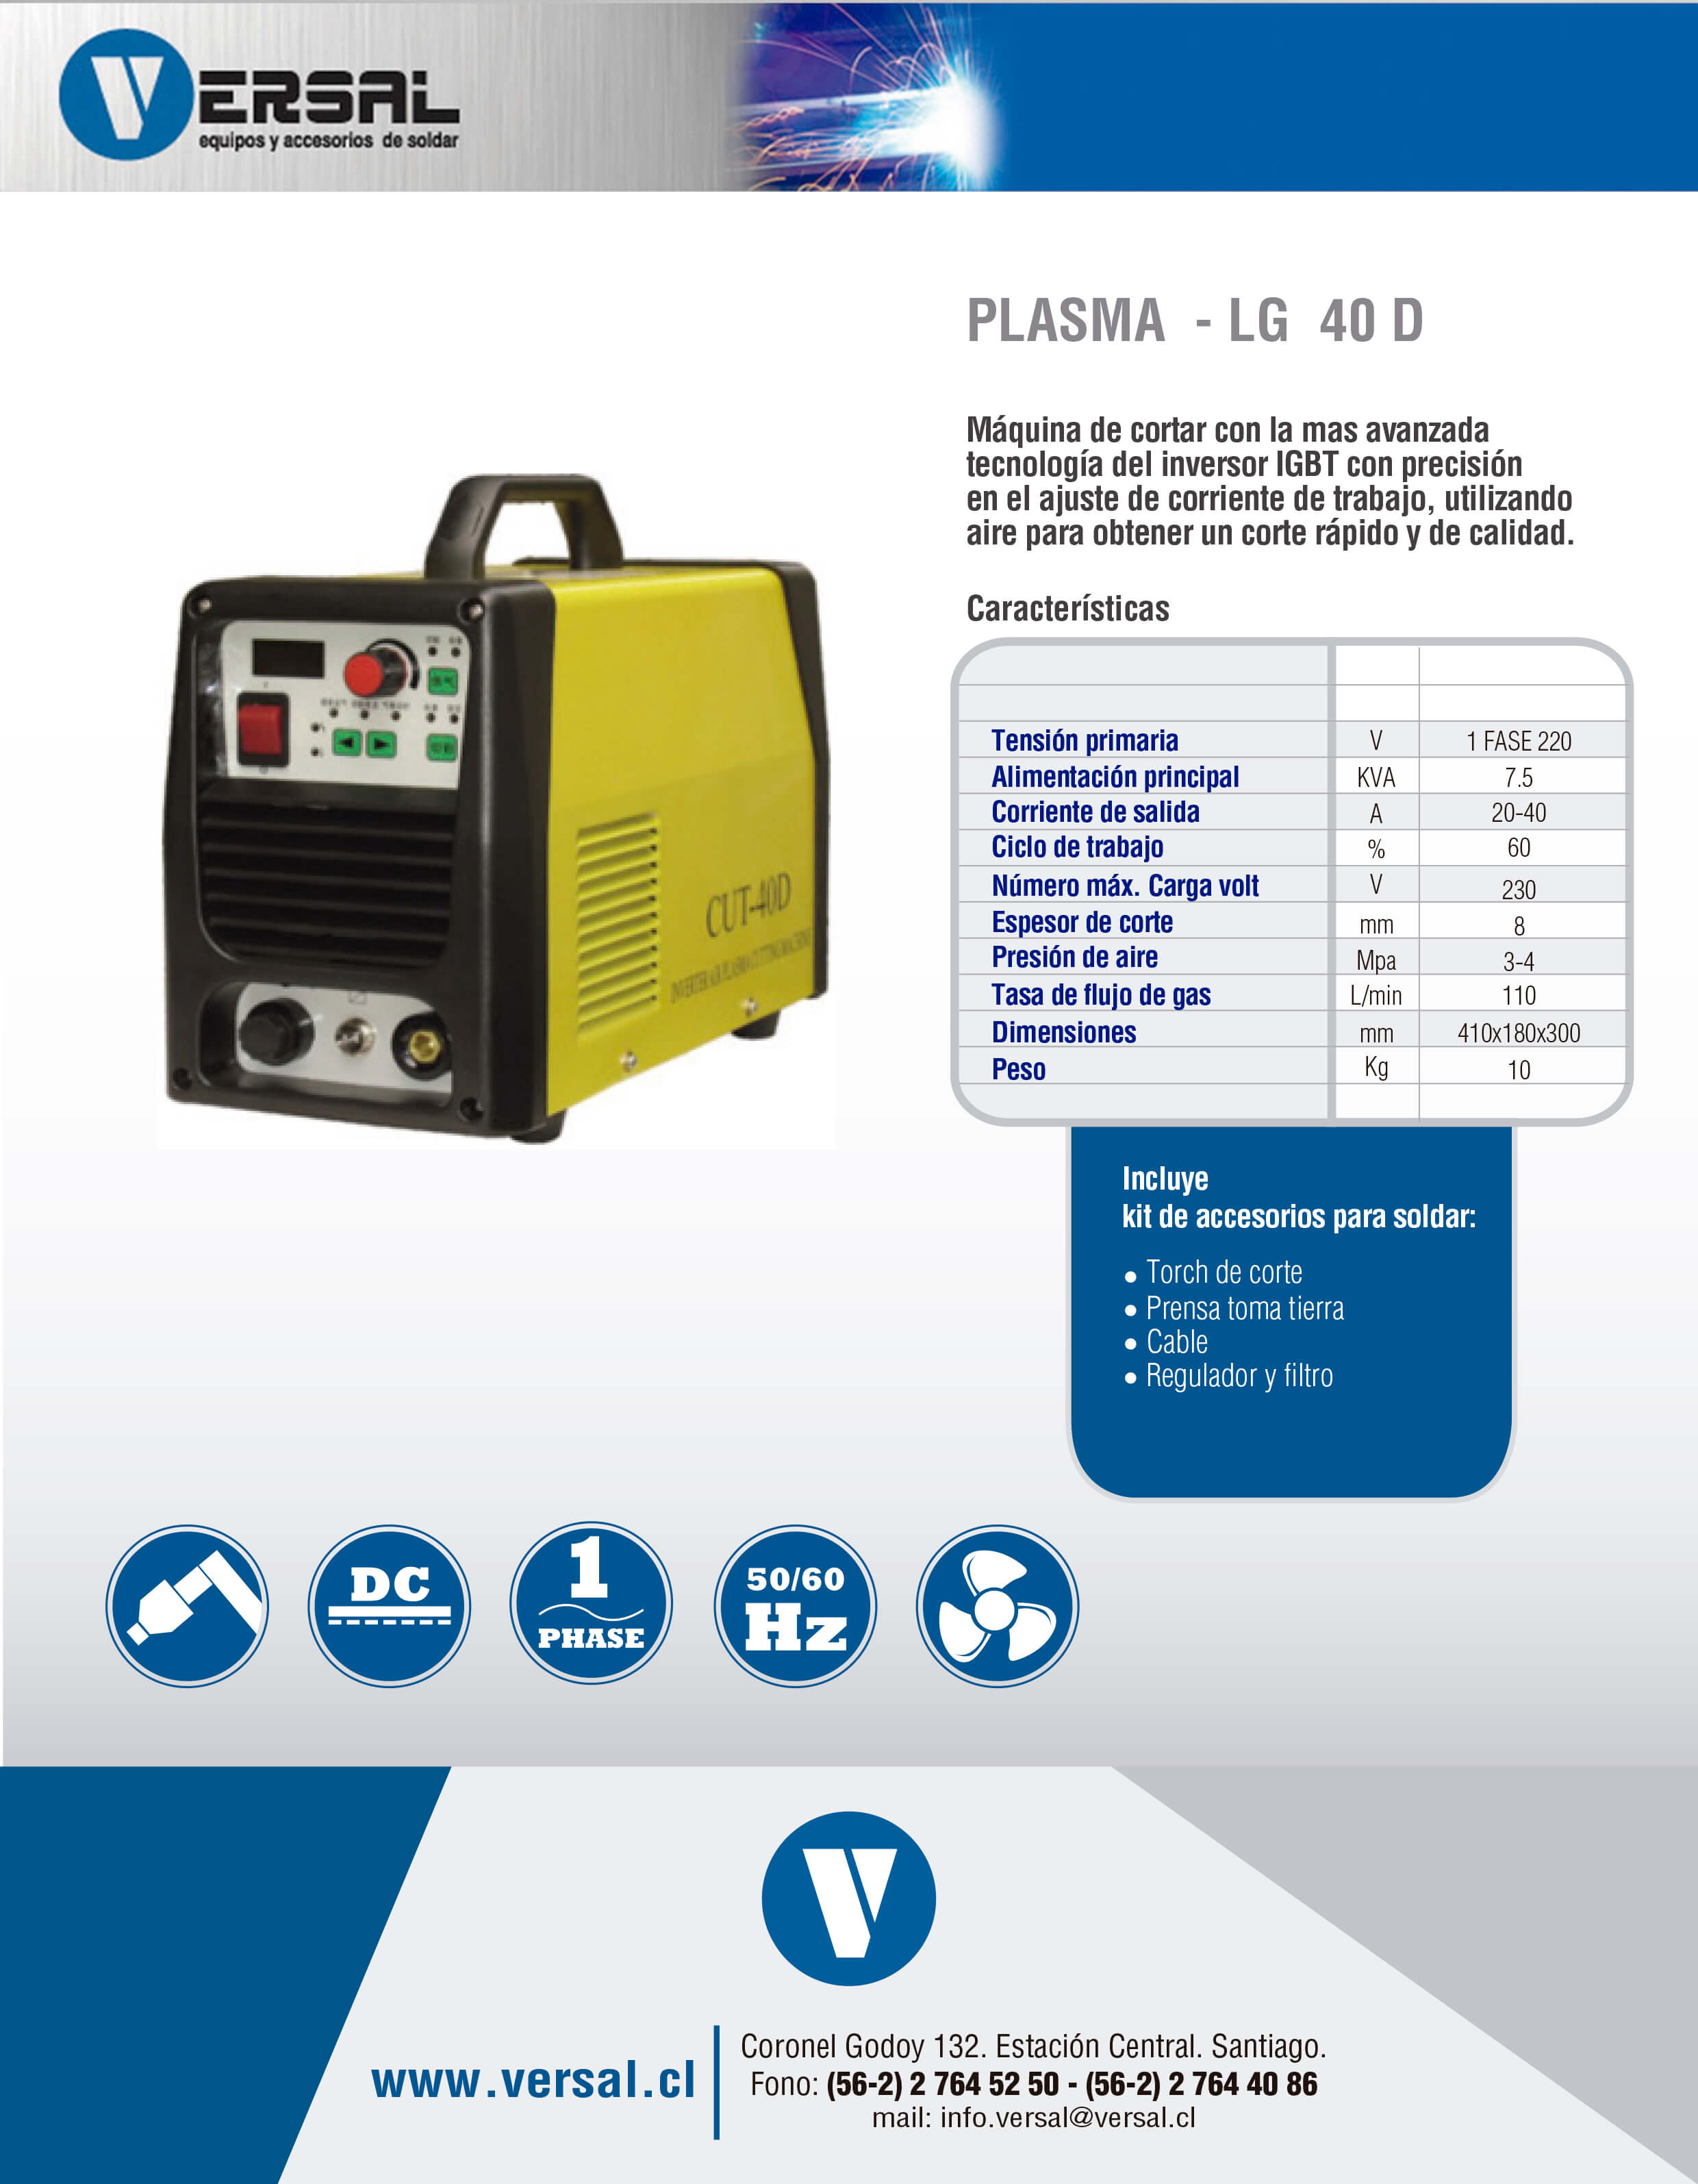 VERSAL
equipos y accesorios de soldar
PLASMA - LG 40 D
Máquina de cortar con la mas avanzada
tecnología del inversor IGBT con precisión
en el ajuste de corriente de trabajo, utilizando
aire para obtener un corte rápido y de calidad.
Características
Tensión primaria V 1 FASE 220
Alimentación principal KVA 7.5
Corriente de salida A 20-40
Ciclo de trabajo % 60
Número máx. Carga volt V 230
Espesor de corte mm 8
Presión de aire Mpa 3-4
Tasa de flujo de gas L/min 110
Dimensiones mm 410x180x300
Peso Kg 10
CUT-40D
INVERTER AIR PLASMA CUTTING MACHINE
Incluye
kit de accesorios para soldar:
• Torch de corte
• Prensa toma tierra
• Cable
• Regulador y filtro
DC
1
PHASE
50/60
Hz
V
www.versal.cl
Coronel Godoy 132. Estación Central. Santiago.
Fono: (56-2) 2 764 52 50 - (56-2) 2 764 40 86
mail: info.versal@versal.cl